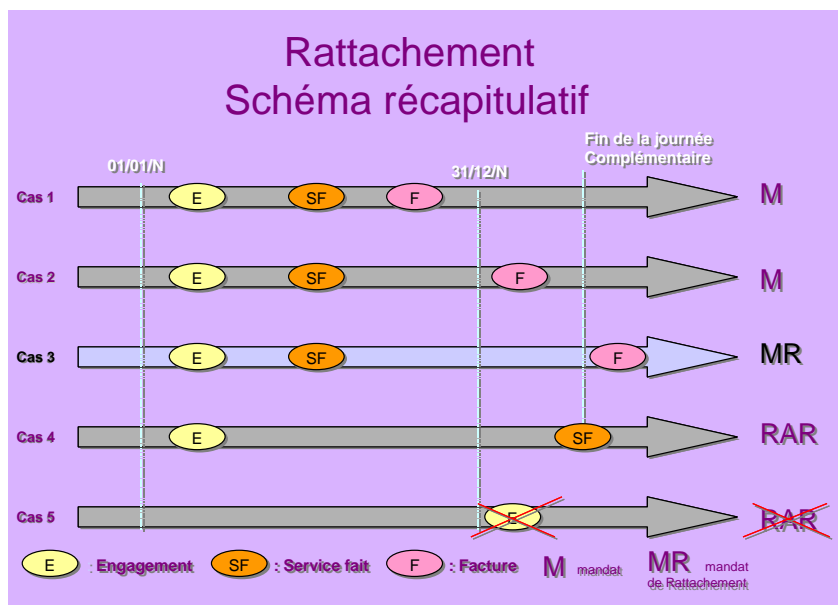 Rattachement
Schéma récapitulatif
Fin de la journée
Complémentaire
01/01/N
31/12/N
Cas 1 E SF F M
Cas 2 E SF F M
Cas 3 E SF F MR
Cas 4 E SF RAR
Cas 5 E RAR
E : Engagement SF : Service fait F : Facture M mandat MR mandat
de Rattachement